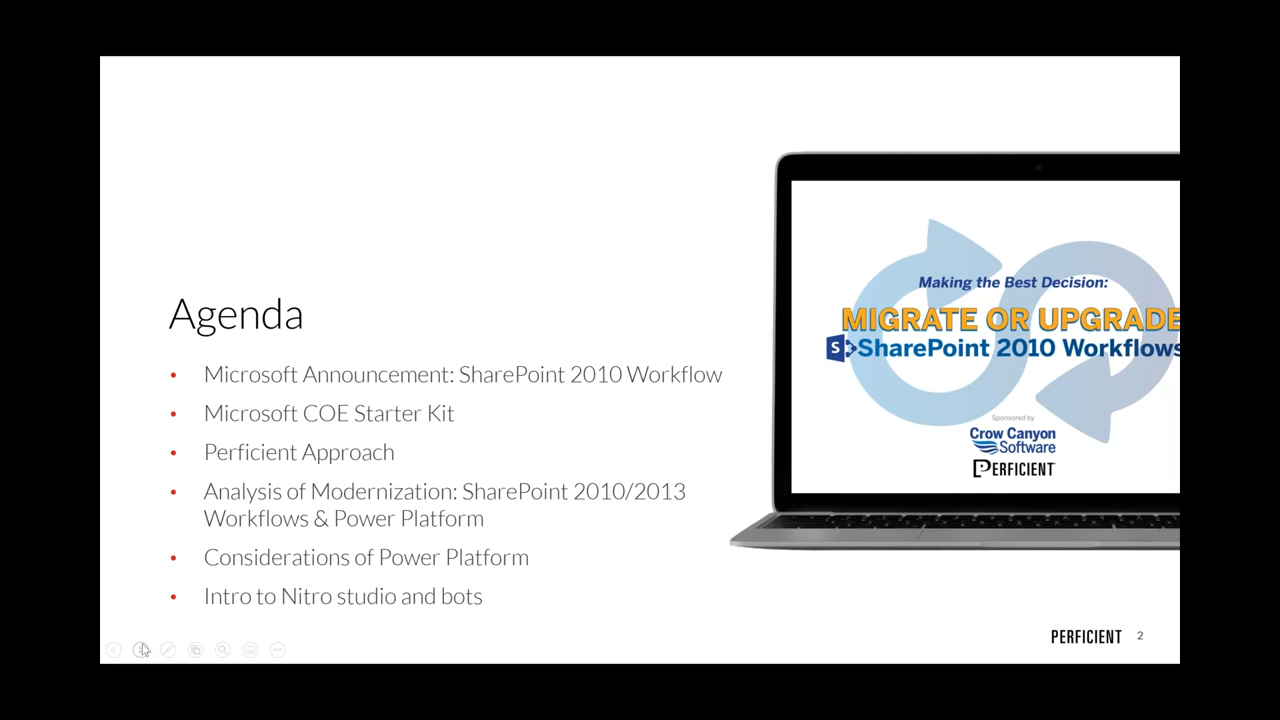 Agenda
• Microsoft Announcement: SharePoint 2010 Workflow
• Microsoft COE Starter Kit
• Perficient Approach
• Analysis of Modernization: SharePoint 2010/2013
Workflows & Power Platform
• Considerations of Power Platform
• Intro to Nitro studio and bots
Making the Best Decision:
MIGRATE OR UPGRADE
S SharePoint 2010 Workflows
Sponsored by
Crow Canyon
Software
PERFICIENT
PERFICIENT 2